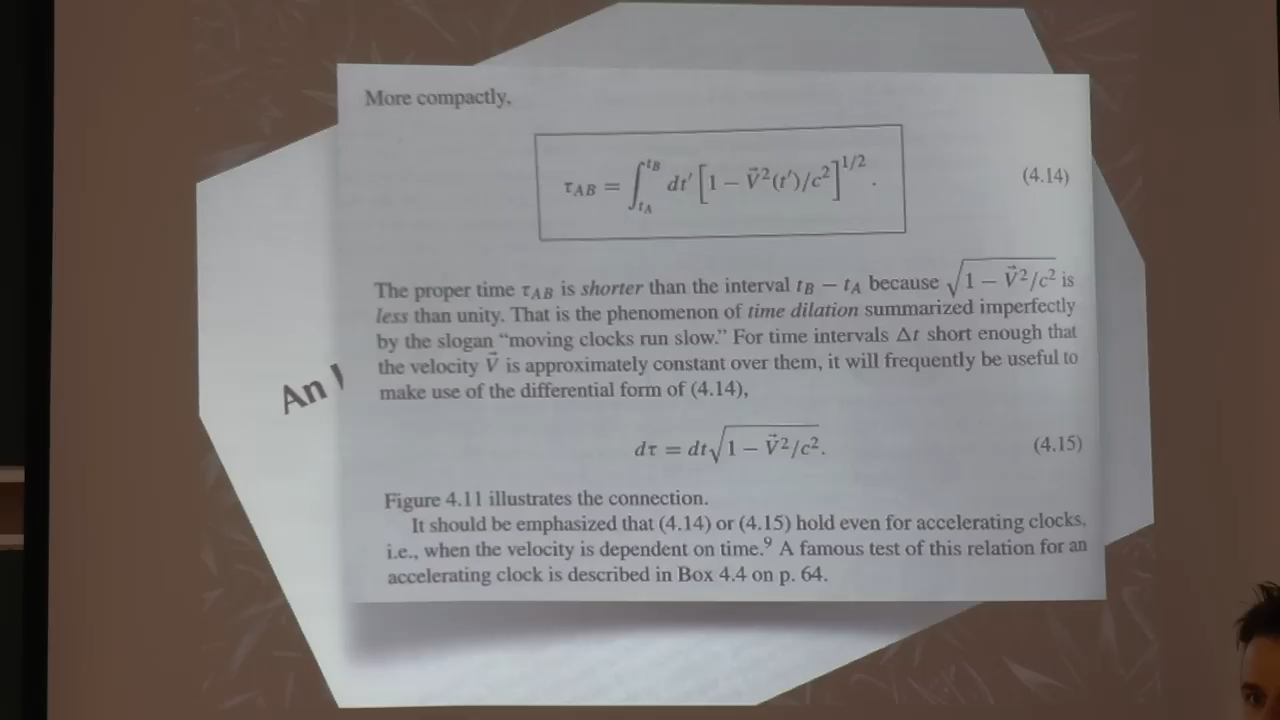 More compactly,
τ_AB = ∫_{t_A}^{t_B} dt′ [1 − V⃗²(t′)/c²]^{1/2}. (4.14)
The proper time τ_AB is shorter than the interval t_B − t_A because √(1 − V⃗²/c²) is
less than unity. That is the phenomenon of time dilation summarized imperfectly
by the slogan “moving clocks run slow.” For time intervals Δt short enough that
the velocity V⃗ is approximately constant over them, it will frequently be useful to
make use of the differential form of (4.14),
An
dτ = dt√(1 − V⃗²/c²). (4.15)
Figure 4.11 illustrates the connection.
It should be emphasized that (4.14) or (4.15) hold even for accelerating clocks,
i.e., when the velocity is dependent on time.⁹ A famous test of this relation for an
accelerating clock is described in Box 4.4 on p. 64.